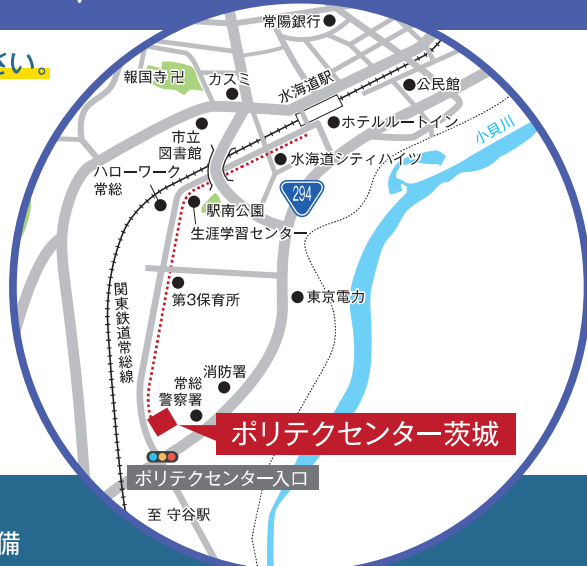 常陽銀行
さい。
報国寺卍
カスミ
水海道駅
公民館
ホテルルートイン
市立
図書館
小貝川
水海道シティハイツ
ハローワーク
常総
294
駅南公園
生涯学習センター
関東鉄道常総線
第3保育所
東京電力
消防署
常総
警察署
ポリテクセンター茨城
ポリテクセンター入口
至 守谷駅
備